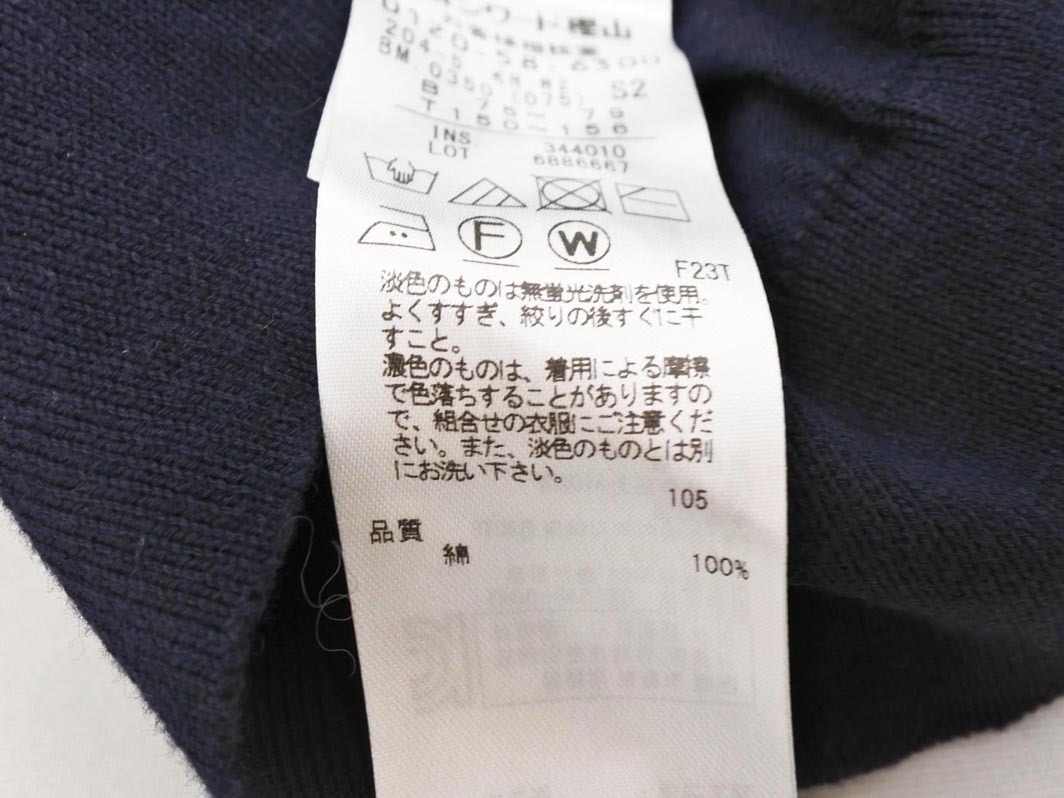 ンワード樫山
0120-58-6300
204-5 KR W2
BM.0350(075) S2
B 75～79
T 150～156
INS. 344010
LOT 6886667
F W
F23T
淡色のものは無蛍光洗剤を使用。
よくすすぎ、絞りの後すぐに干
すこと。
濃色のものは、着用による摩擦
で色落ちすることがありますの
で、組合せの衣服にご注意くだ
さい。また、淡色のものとは別
にお洗い下さい。
105
品質
綿 100%